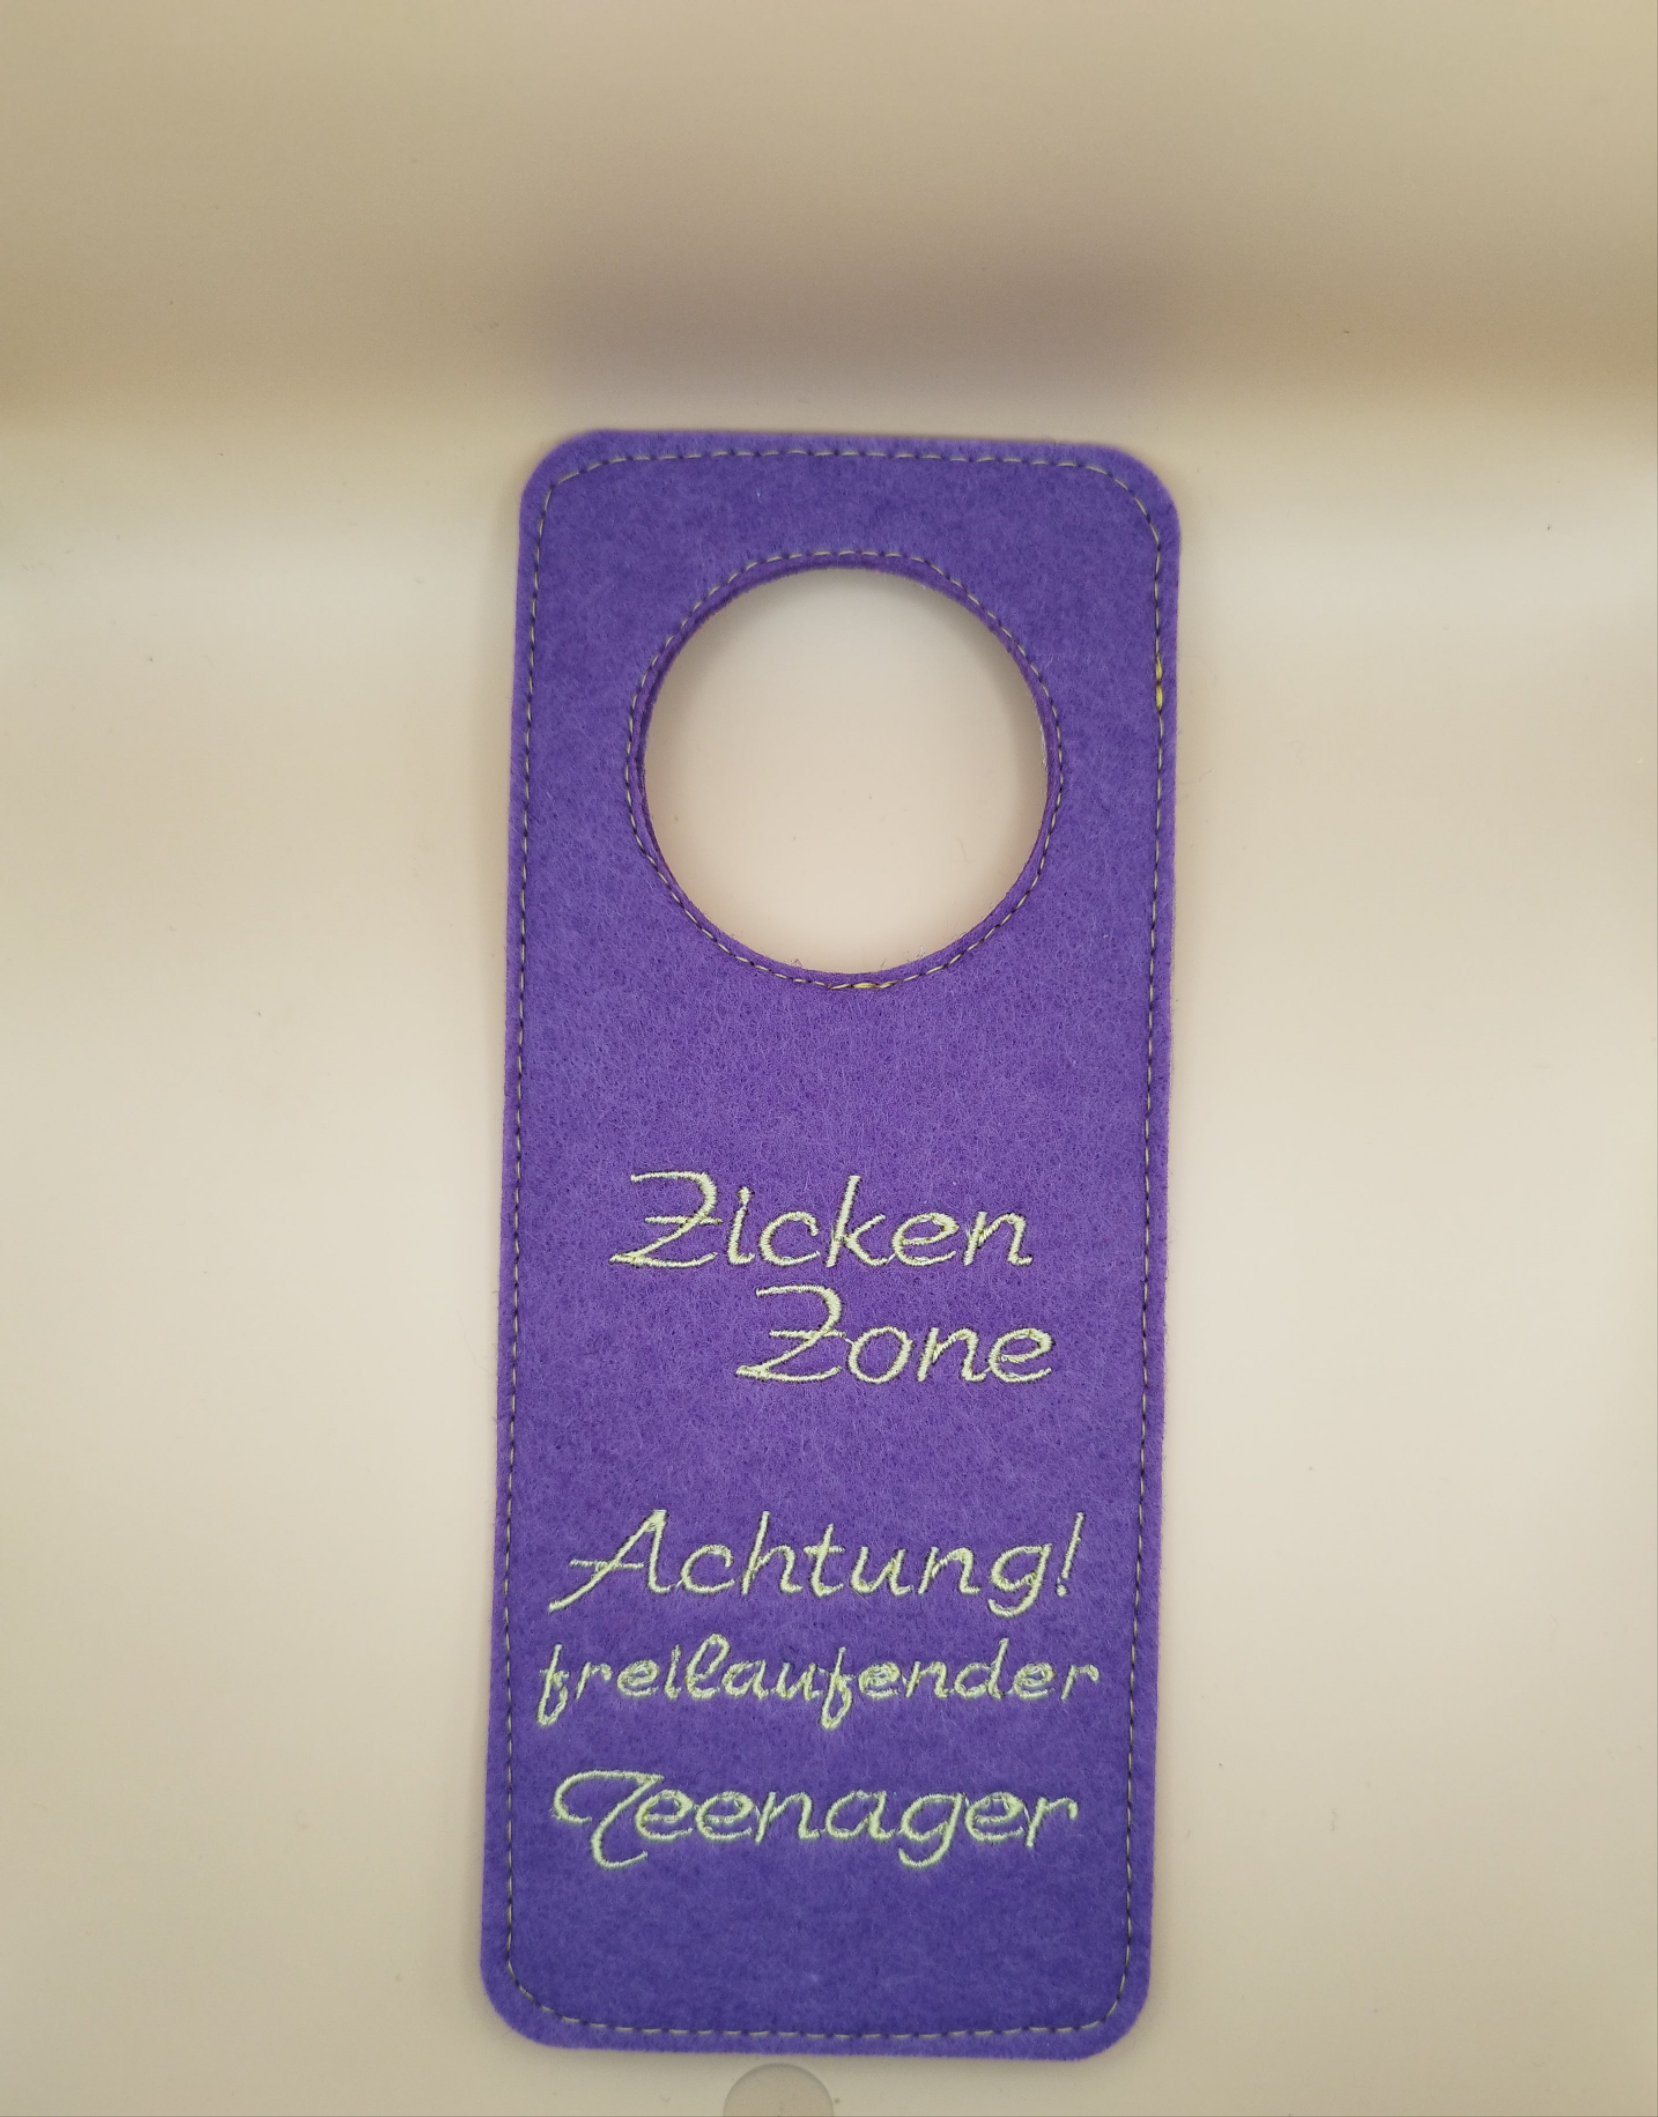 Zicken
Zone
Achtung!
freilaufender
Teenager